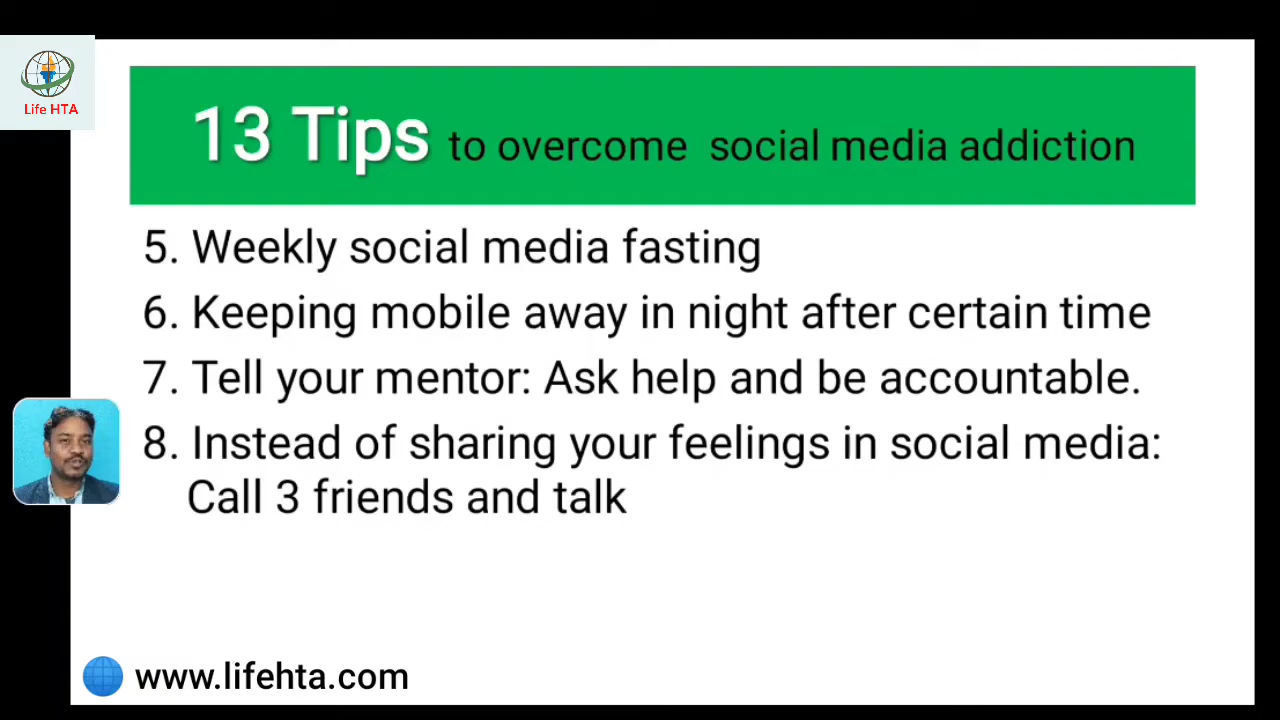 Life HTA
13 Tips to overcome social media addiction
5. Weekly social media fasting
6. Keeping mobile away in night after certain time
7. Tell your mentor: Ask help and be accountable.
8. Instead of sharing your feelings in social media:
Call 3 friends and talk
www.lifehta.com